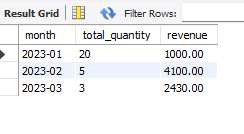 Result Grid Filter Rows:
month total_quantity revenue
2023-01 20 1000.00
2023-02 5 4100.00
2023-03 3 2430.00